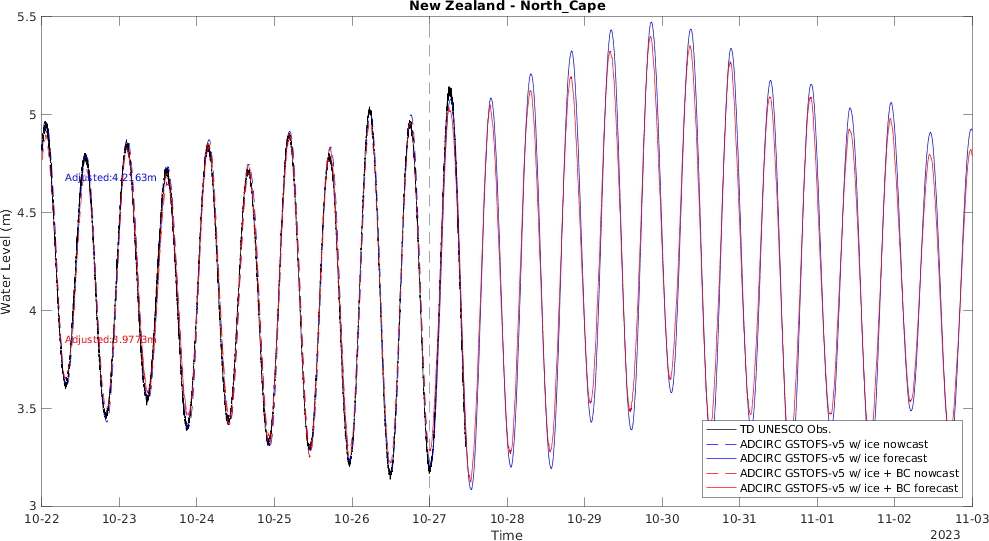 New Zealand - North_Cape
5.5
5
4.5
4
3.5
3
Water Level (m)
Adjusted:4.2163m
Adjusted:3.9773m
TD UNESCO Obs.
ADCIRC GSTOFS-v5 w/ ice nowcast
ADCIRC GSTOFS-v5 w/ ice forecast
ADCIRC GSTOFS-v5 w/ ice + BC nowcast
ADCIRC GSTOFS-v5 w/ ice + BC forecast
10-22 10-23 10-24 10-25 10-26 10-27 10-28 10-29 10-30 10-31 11-01 11-02 11-03
Time
2023